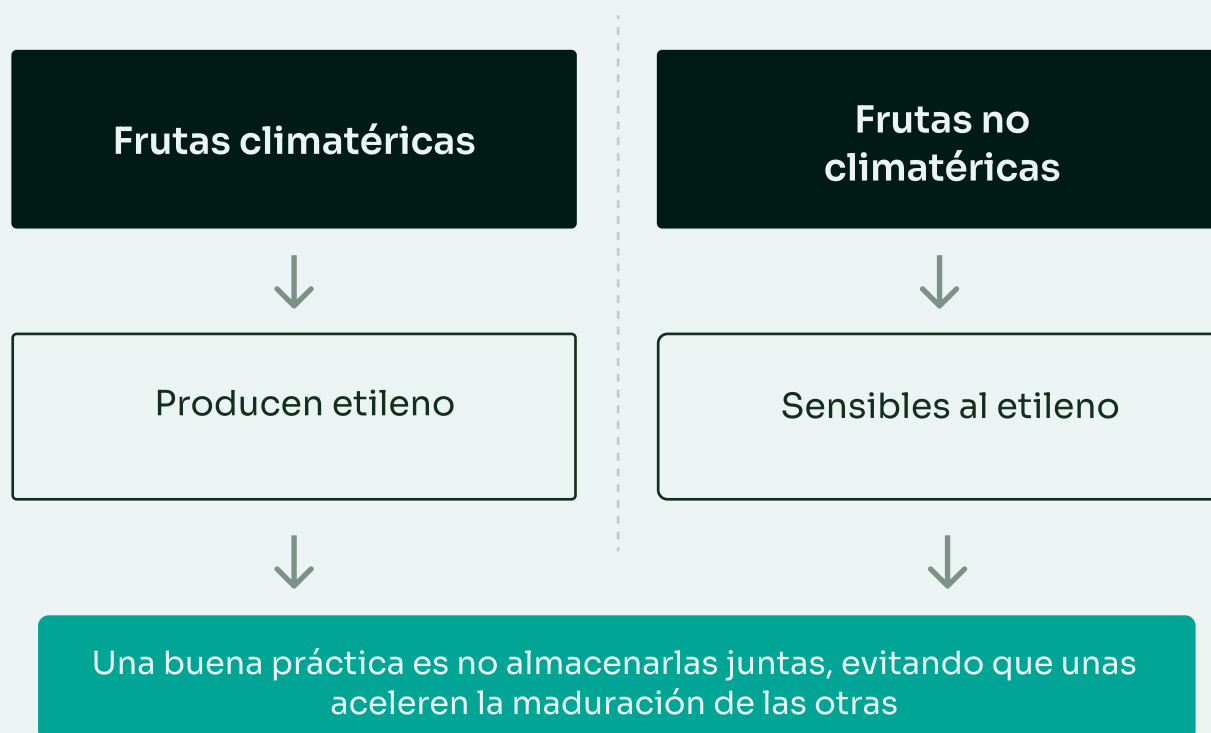 Frutas climatéricas
Frutas no
climatéricas
Producen etileno
Sensibles al etileno
Una buena práctica es no almacenarlas juntas, evitando que unas
aceleren la maduración de las otras